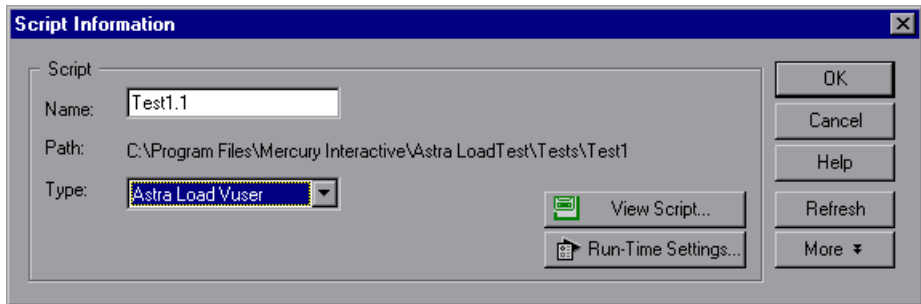 Script Information
Script
Name: Test1.1
Path: C:\Program Files\Mercury Interactive\Astra LoadTest\Tests\Test1
Type: Astra Load Vuser
View Script...
Run-Time Settings...
OK
Cancel
Help
Refresh
More